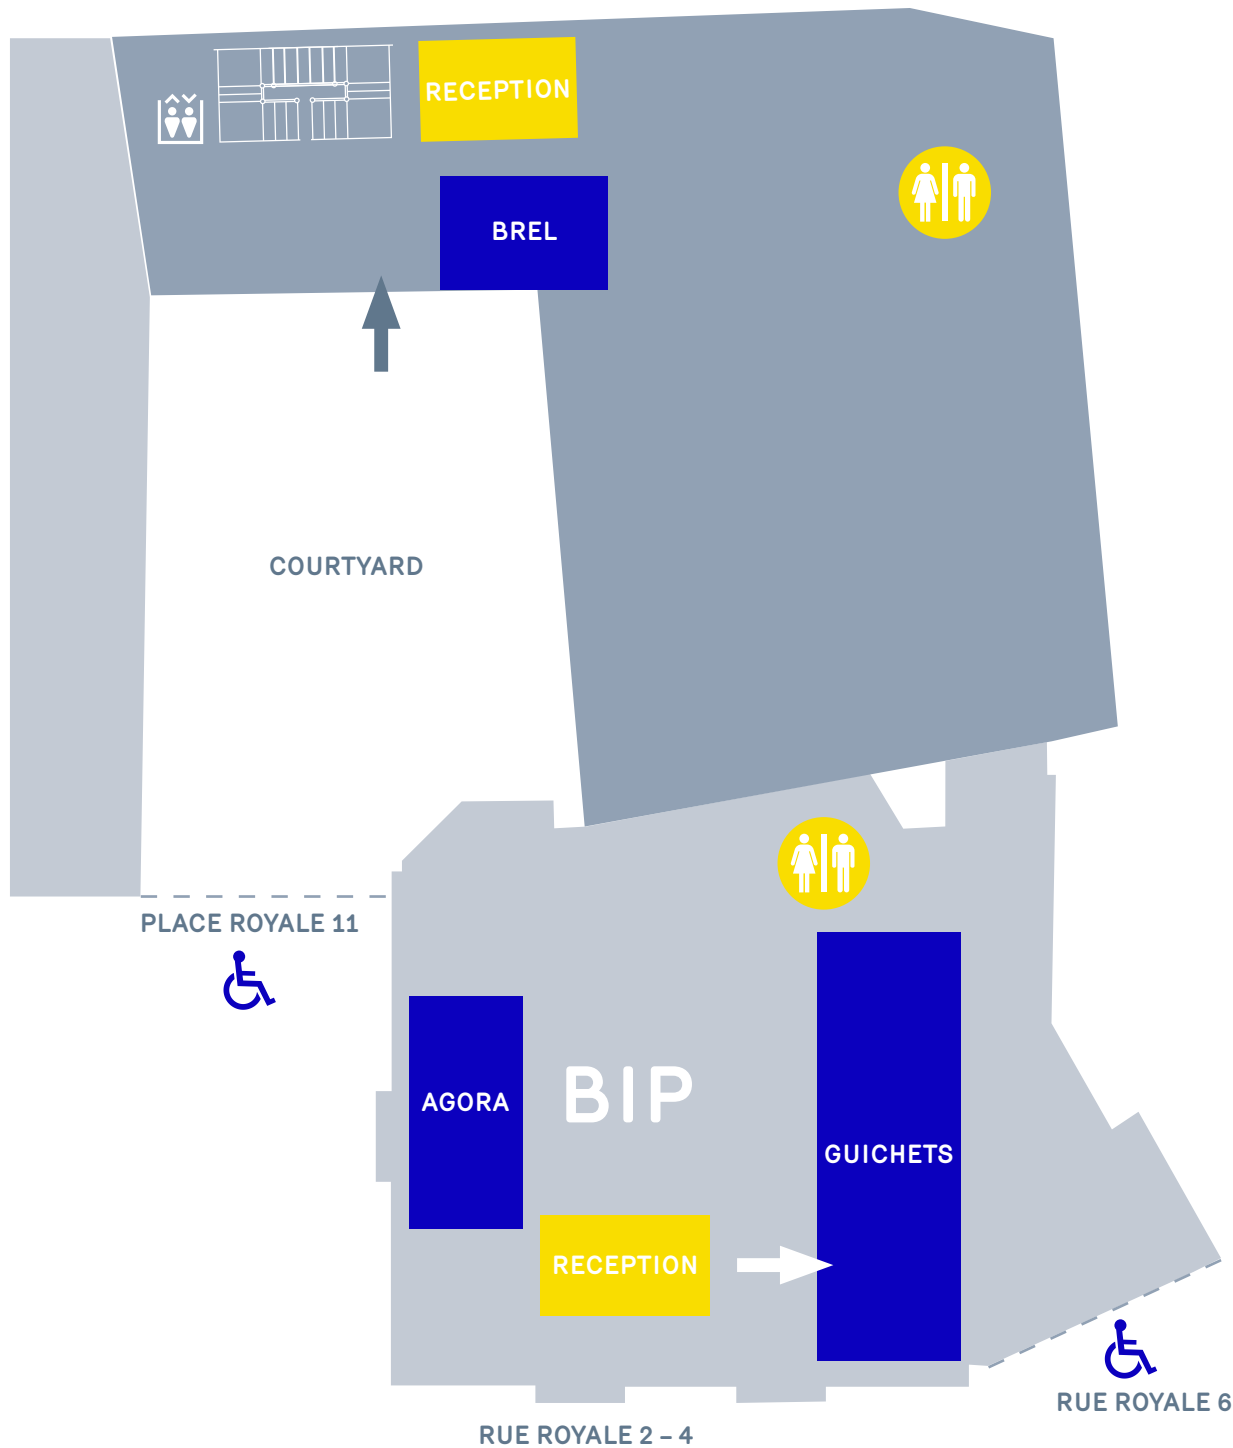 RECEPTION
BREL
COURTYARD
PLACE ROYALE 11
AGORA
BIP
GUICHETS
RECEPTION
RUE ROYALE 6
RUE ROYALE 2 – 4